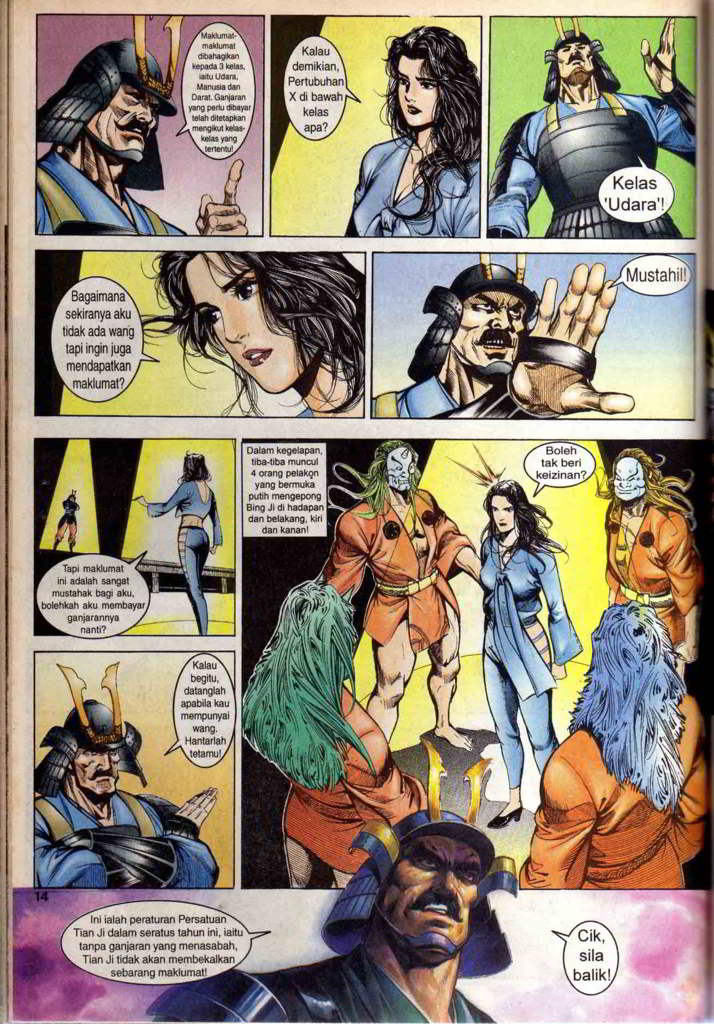 Maklumat-
maklumat
dibahagikan
kepada 3 kelas,
iaitu Udara,
Manusia dan
Darat. Ganjaran
yang perlu dibayar
telah ditetapkan
mengikut kelas-
kelas yang
tertentu!
Kalau
demikian,
Pertubuhan
X di bawah
kelas
apa?
Kelas
'Udara'!
Bagaimana
sekiranya aku
tidak ada wang
tapi ingin juga
mendapatkan
maklumat?
Mustahil!
Tapi maklumat
ini adalah sangat
mustahak bagi aku,
bolehkah aku membayar
ganjarannya
nanti?
Dalam kegelapan,
tiba-tiba muncul
4 orang pelakon
yang bermuka
putih mengepong
Bing Ji di hadapan
dan belakang, kiri
dan kanan!
Boleh
tak beri
keizinan?
Kalau
begitu,
datanglah
apabila kau
mempunyai
wang.
Hantarlah
tetamu!
14
Ini ialah peraturan Persatuan
Tian Ji dalam seratus tahun ini, iaitu
tanpa ganjaran yang menasabah,
Tian Ji tidak akan membekalkan
sebarang maklumat!
Cik,
sila
balik!